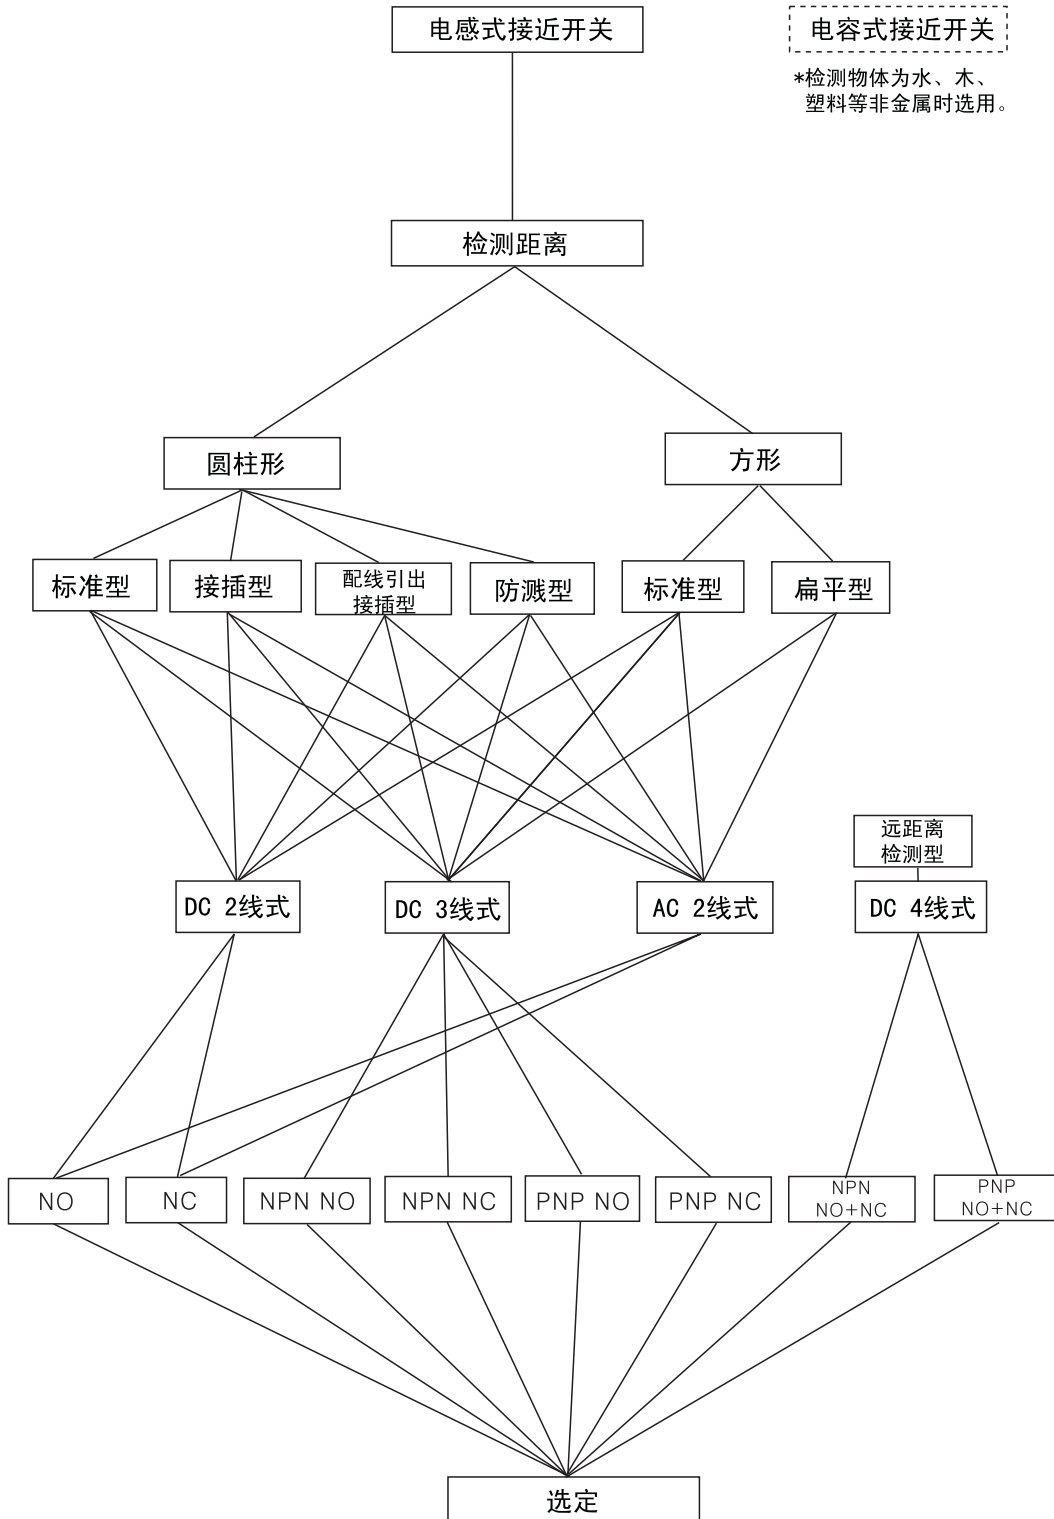 电感式接近开关
电容式接近开关
*检测物体为水、木、
塑料等非金属时选用。
检测距离
圆柱形
方形
标准型
接插型
配线引出
接插型
防溅型
标准型
扁平型
远距离
检测型
DC 2线式
DC 3线式
AC 2线式
DC 4线式
NO
NC
NPN NO
NPN NC
PNP NO
PNP NC
NPN
NO+NC
PNP
NO+NC
选定